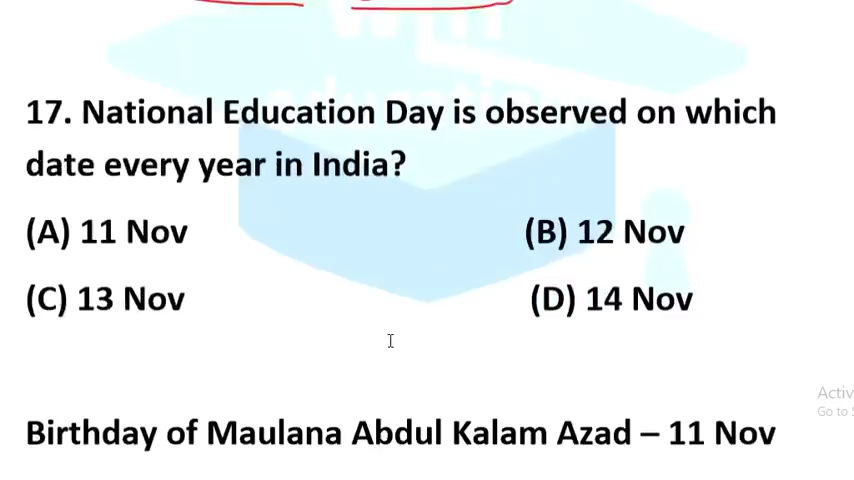 17. National Education Day is observed on which
date every year in India?
(A) 11 Nov (B) 12 Nov
(C) 13 Nov (D) 14 Nov
Birthday of Maulana Abdul Kalam Azad – 11 Nov